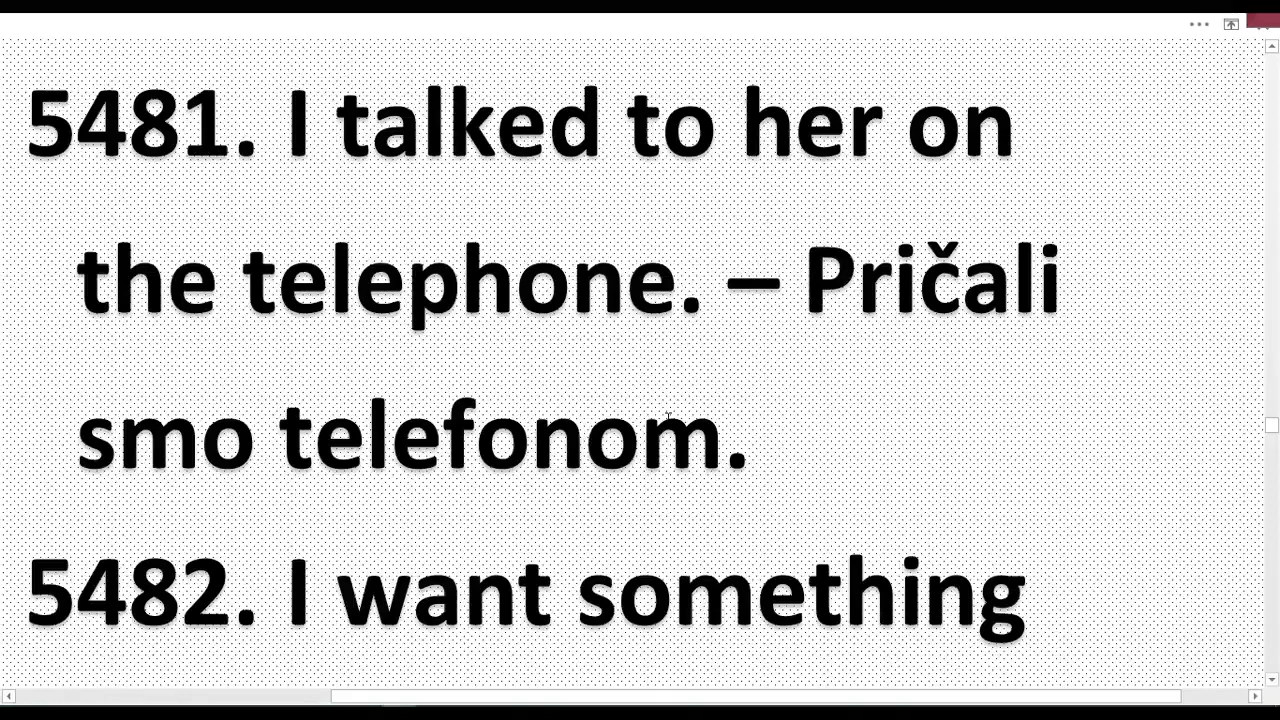 5481. I talked to her on
the telephone. – Pričali
smo telefonom.
5482. I want something